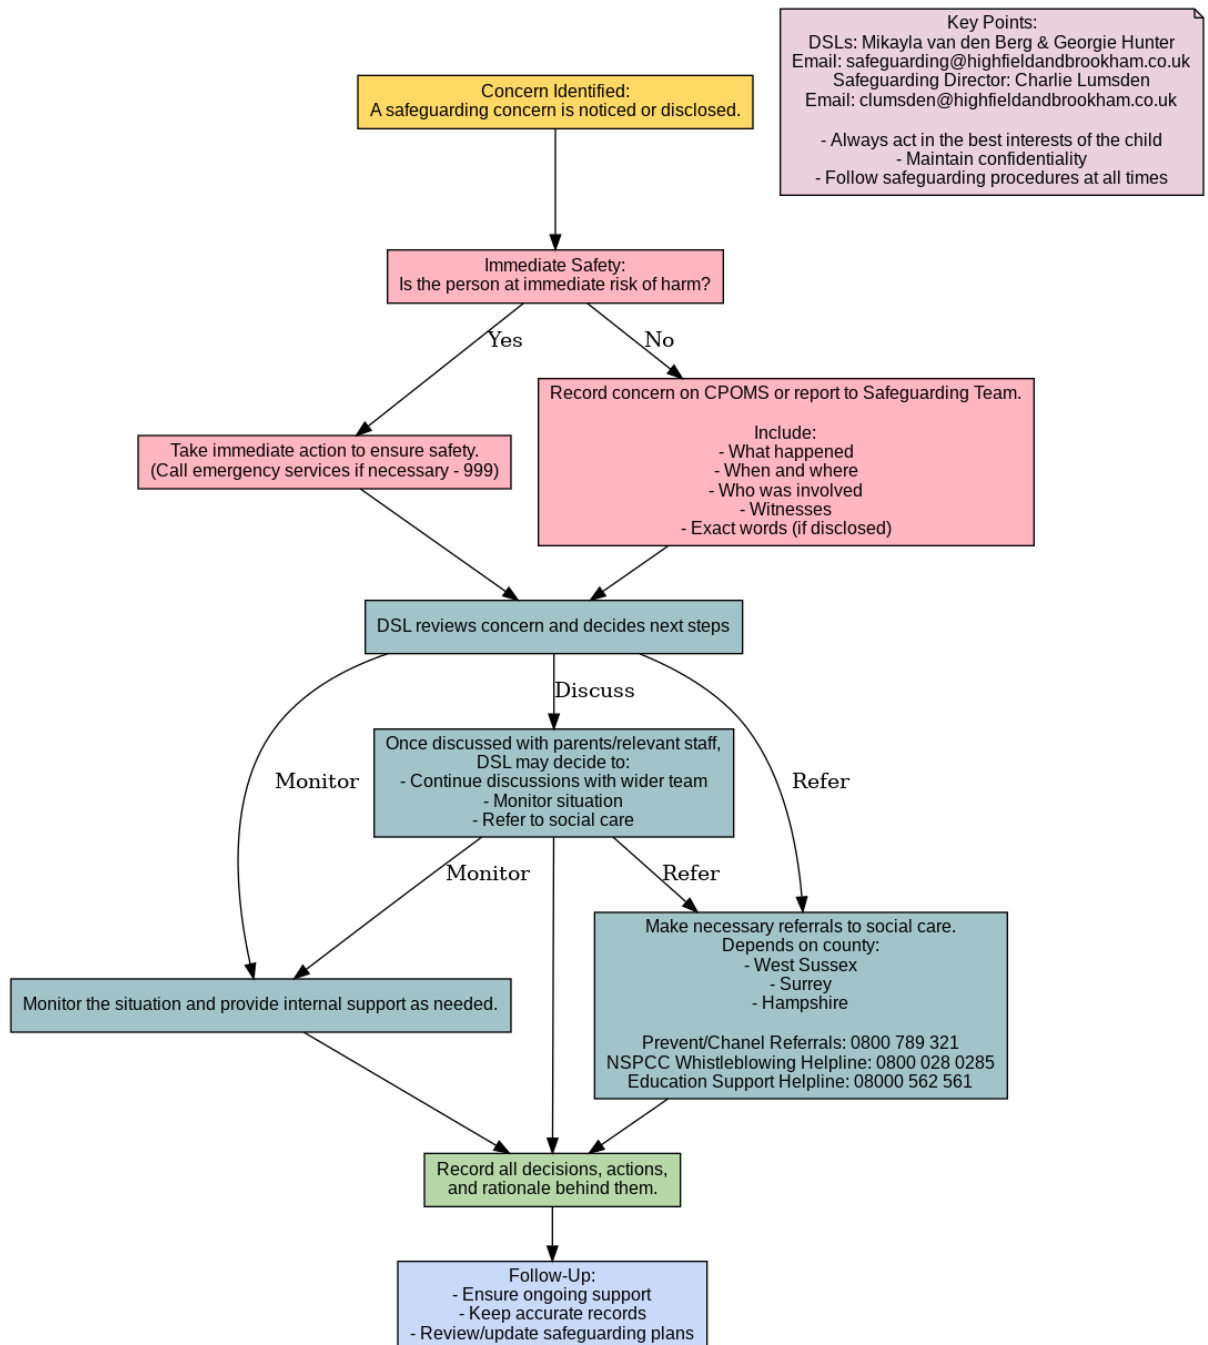 Key Points:
DSLs: Mikayla van den Berg & Georgie Hunter
Email: safeguarding@highfieldandbrookham.co.uk
Safeguarding Director: Charlie Lumsden
Email: clumsden@highfieldandbrookham.co.uk
- Always act in the best interests of the child
- Maintain confidentiality
- Follow safeguarding procedures at all times
Concern Identified:
A safeguarding concern is noticed or disclosed.
Immediate Safety:
Is the person at immediate risk of harm?
Yes
No
Take immediate action to ensure safety.
(Call emergency services if necessary - 999)
Record concern on CPOMS or report to Safeguarding Team.
Include:
- What happened
- When and where
- Who was involved
- Witnesses
- Exact words (if disclosed)
DSL reviews concern and decides next steps
Monitor
Discuss
Refer
Once discussed with parents/relevant staff,
DSL may decide to:
- Continue discussions with wider team
- Monitor situation
- Refer to social care
Monitor
Refer
Monitor the situation and provide internal support as needed.
Make necessary referrals to social care.
Depends on county:
- West Sussex
- Surrey
- Hampshire
Prevent/Chanel Referrals: 0800 789 321
NSPCC Whistleblowing Helpline: 0800 028 0285
Education Support Helpline: 08000 562 561
Record all decisions, actions,
and rationale behind them.
Follow-Up:
- Ensure ongoing support
- Keep accurate records
- Review/update safeguarding plans